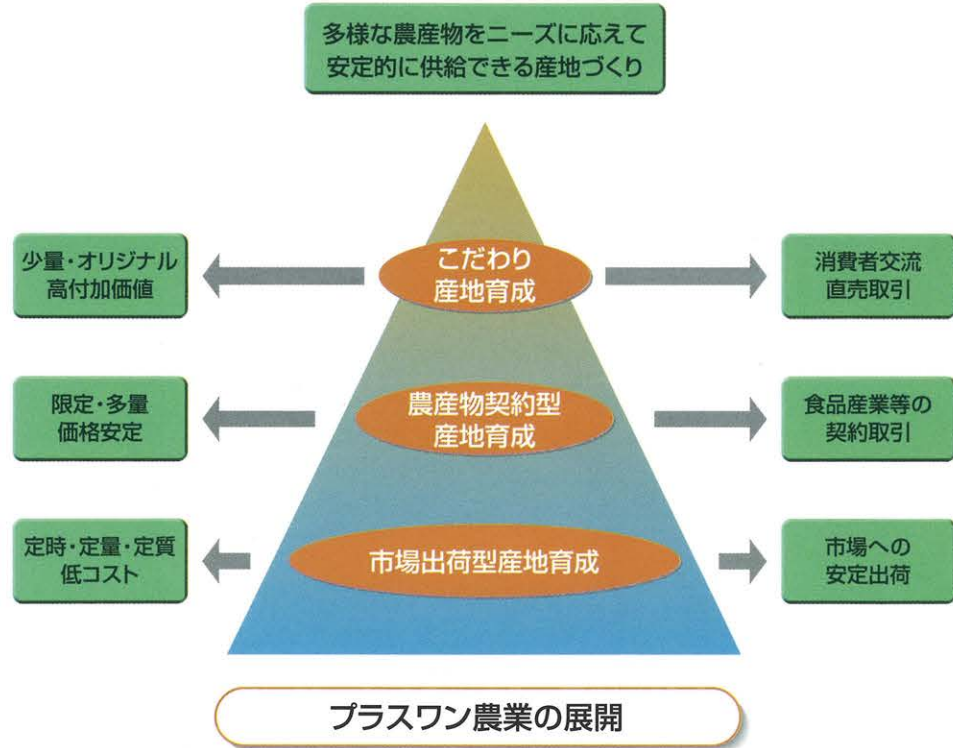 多様な農産物をニーズに応えて
安定的に供給できる産地づくり
少量・オリジナル
高付加価値
こだわり
産地育成
消費者交流
直売取引
限定・多量
価格安定
農産物契約型
産地育成
食品産業等の
契約取引
定時・定量・定質
低コスト
市場出荷型産地育成
市場への
安定出荷
プラスワン農業の展開